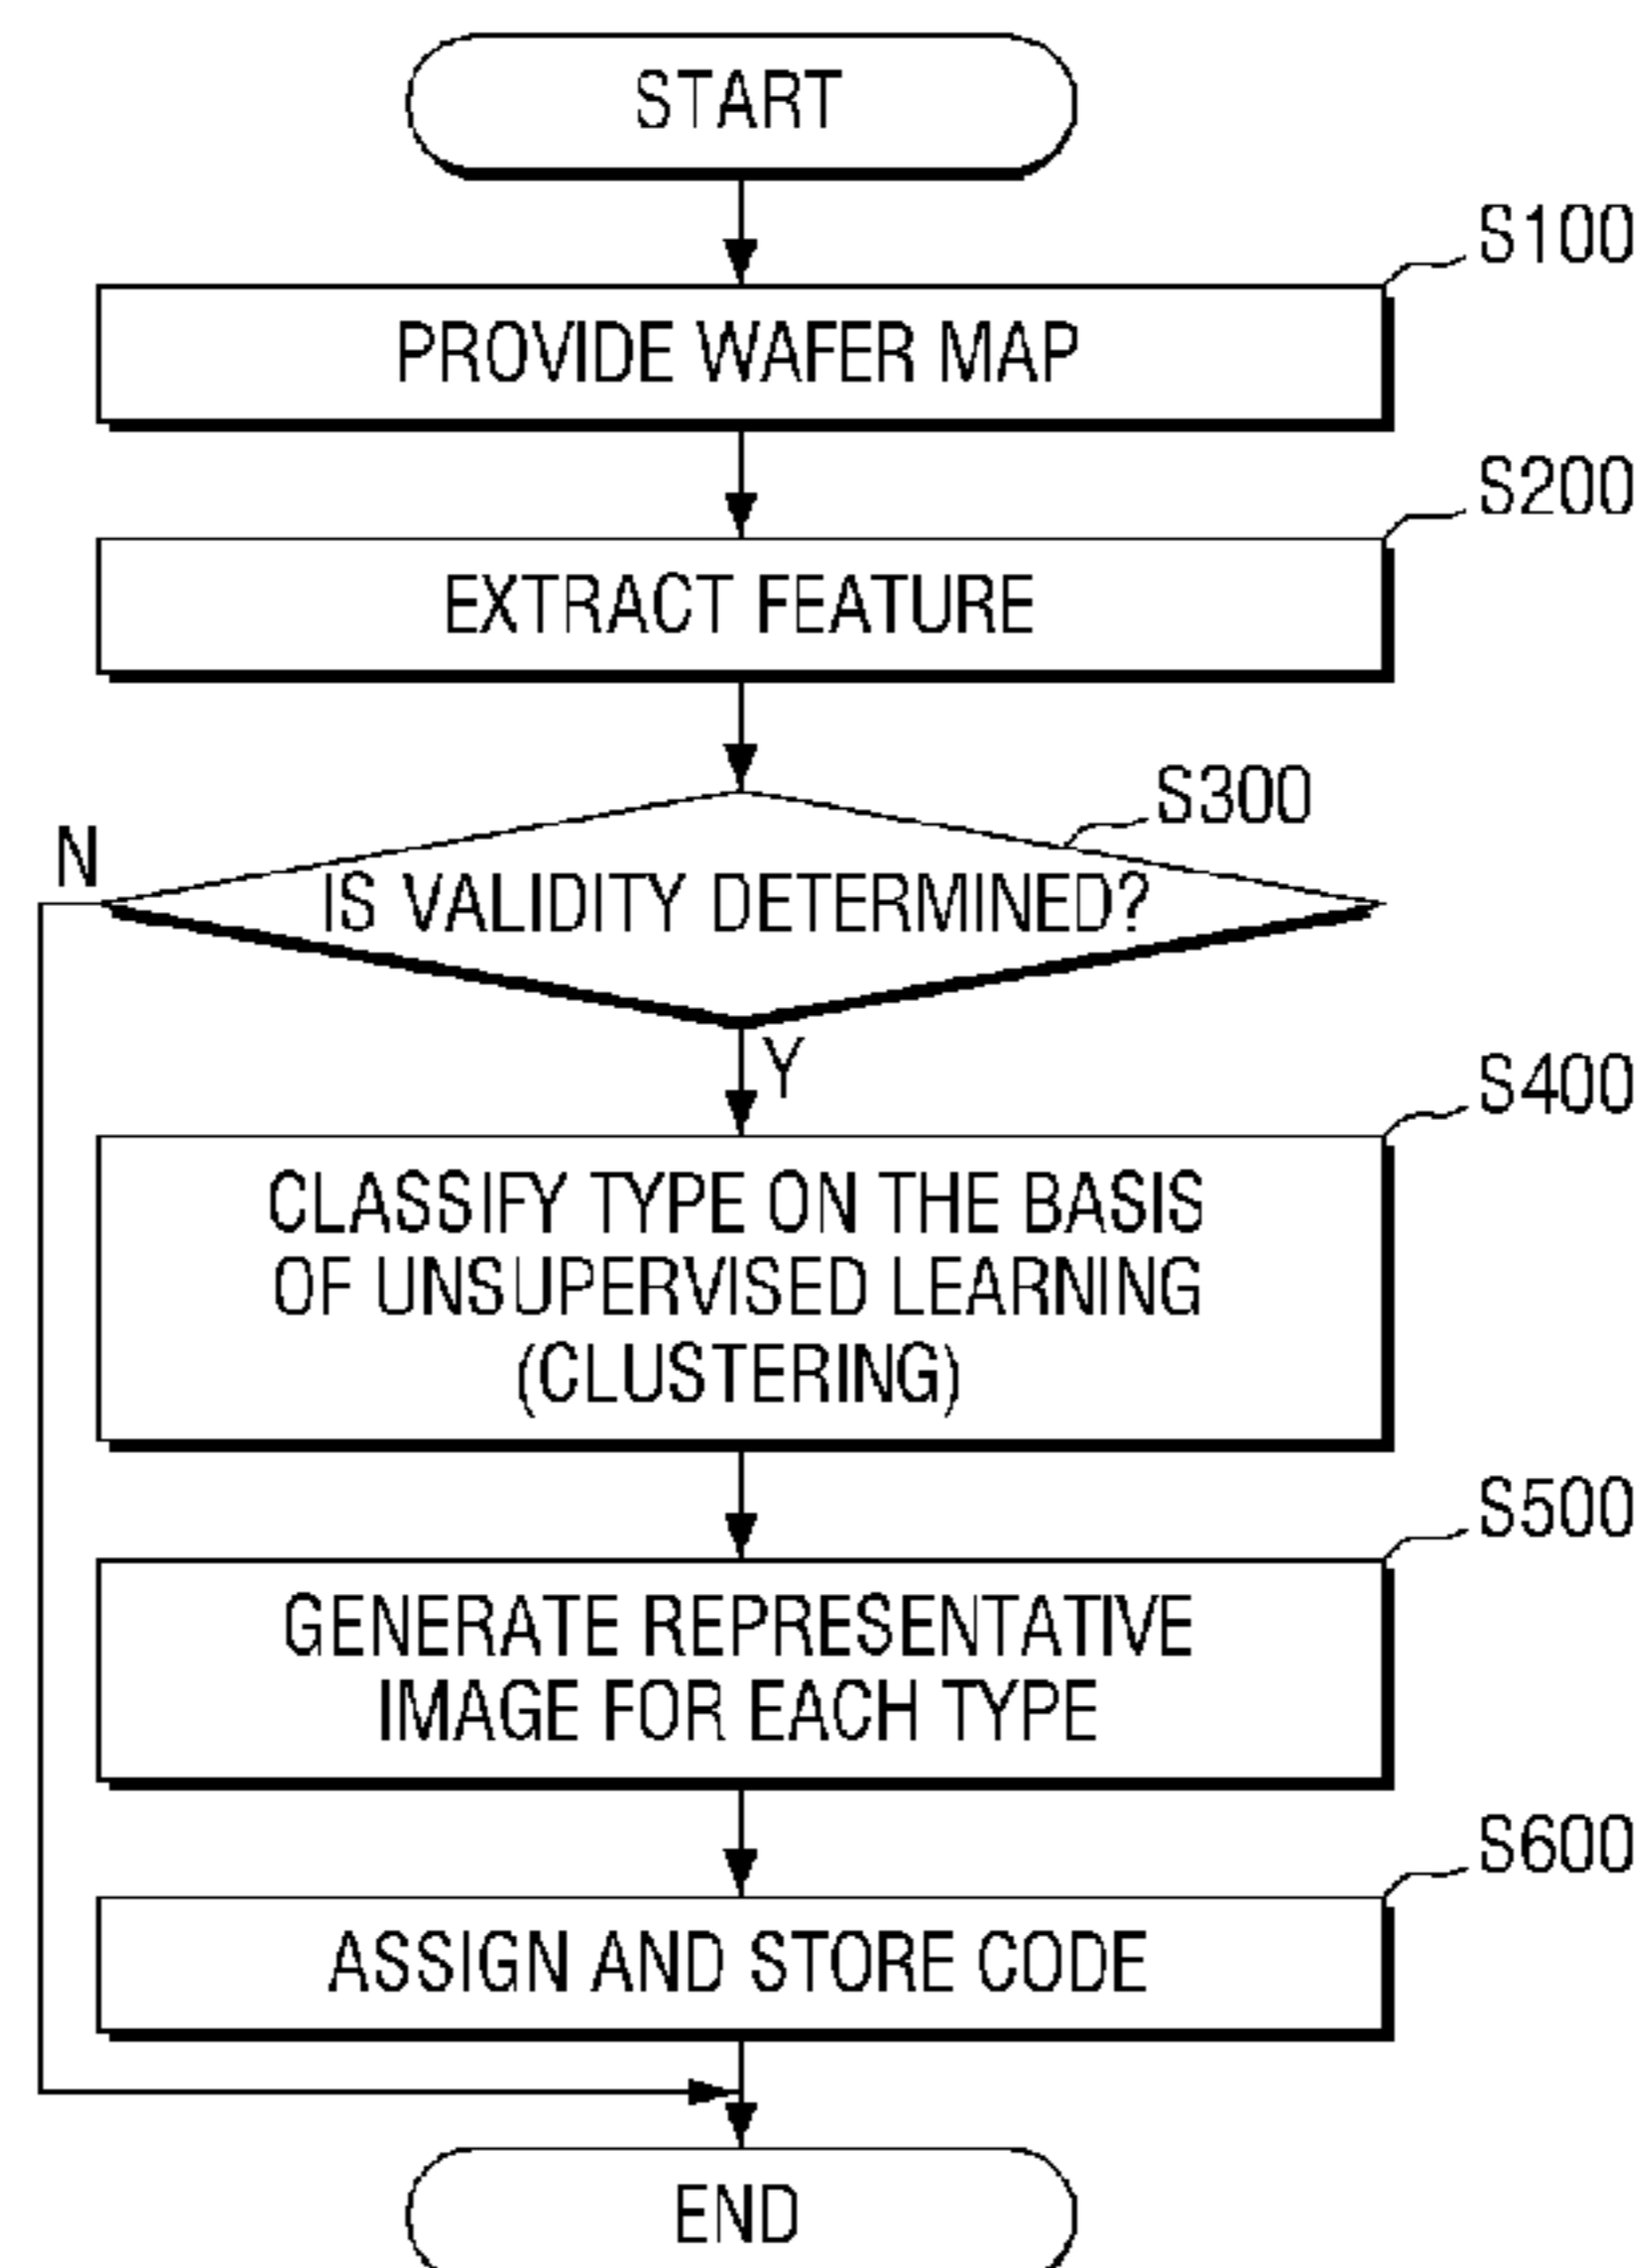 START
S100
PROVIDE WAFER MAP
S200
EXTRACT FEATURE
S300
N
IS VALIDITY DETERMINED?
Y
S400
CLASSIFY TYPE ON THE BASIS
OF UNSUPERVISED LEARNING
(CLUSTERING)
S500
GENERATE REPRESENTATIVE
IMAGE FOR EACH TYPE
S600
ASSIGN AND STORE CODE
END